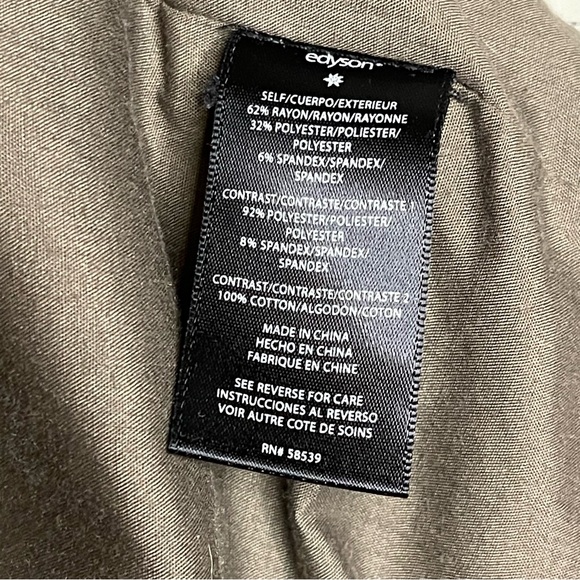 edyson
SELF/CUERPO/EXTERIEUR
62% RAYON/RAYON/RAYONNE
32% POLYESTER/POLIESTER/
POLYESTER
6% SPANDEX/SPANDEX/
SPANDEX
CONTRAST/CONTRASTE/CONTRASTE 1
92% POLYESTER/POLIESTER/
POLYESTER
8% SPANDEX/SPANDEX/
SPANDEX
CONTRAST/CONTRASTE/CONTRASTE 2
100% COTTON/ALGODON/COTON
MADE IN CHINA
HECHO EN CHINA
FABRIQUE EN CHINE
SEE REVERSE FOR CARE
INSTRUCCIONES AL REVERSO
VOIR AUTRE COTE DE SOINS
RN# 58539